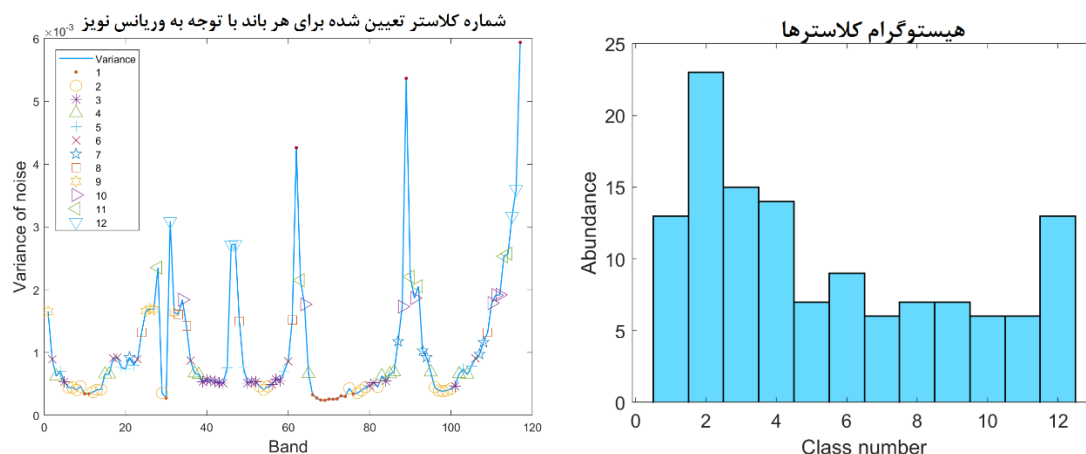 شماره کلاستر تعیین شده برای هر باند با توجه به وریانس نویز
×10⁻³
6
5
4
3
2
1
0
Variance of noise
0 20 40 60 80 100 120
Band
Variance
1
2
3
4
5
6
7
8
9
10
11
12
هیستوگرام کلاسترها
25
20
15
10
5
0
Abundance
2 4 6 8 10 12
Class number